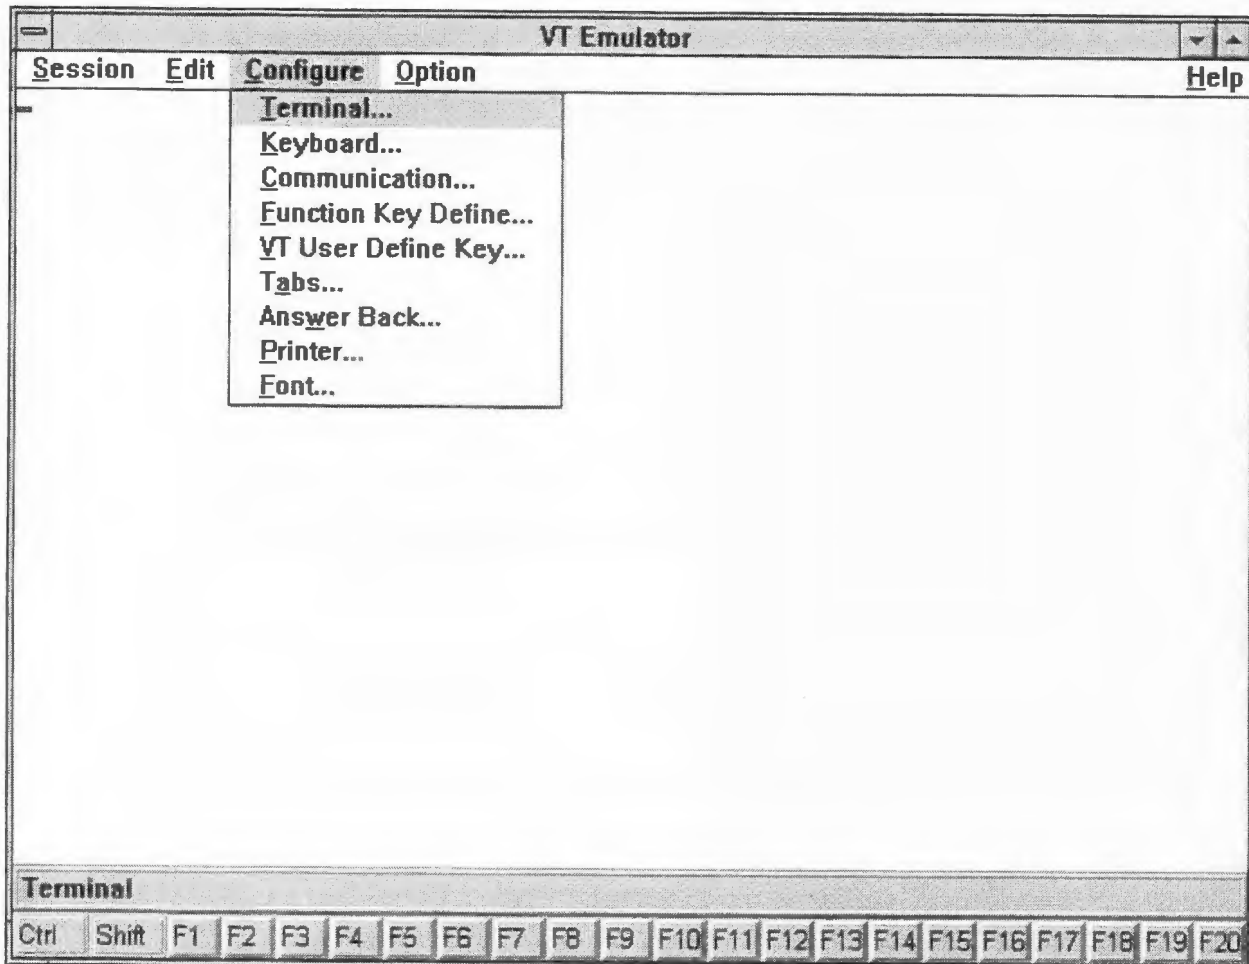 VT Emulator
Session Edit Configure Option Help
Terminal...
Keyboard...
Communication...
Function Key Define...
VT User Define Key...
Tabs...
Answer Back...
Printer...
Font...
Terminal
Ctrl Shift F1 F2 F3 F4 F5 F6 F7 F8 F9 F10 F11 F12 F13 F14 F15 F16 F17 F18 F19 F20